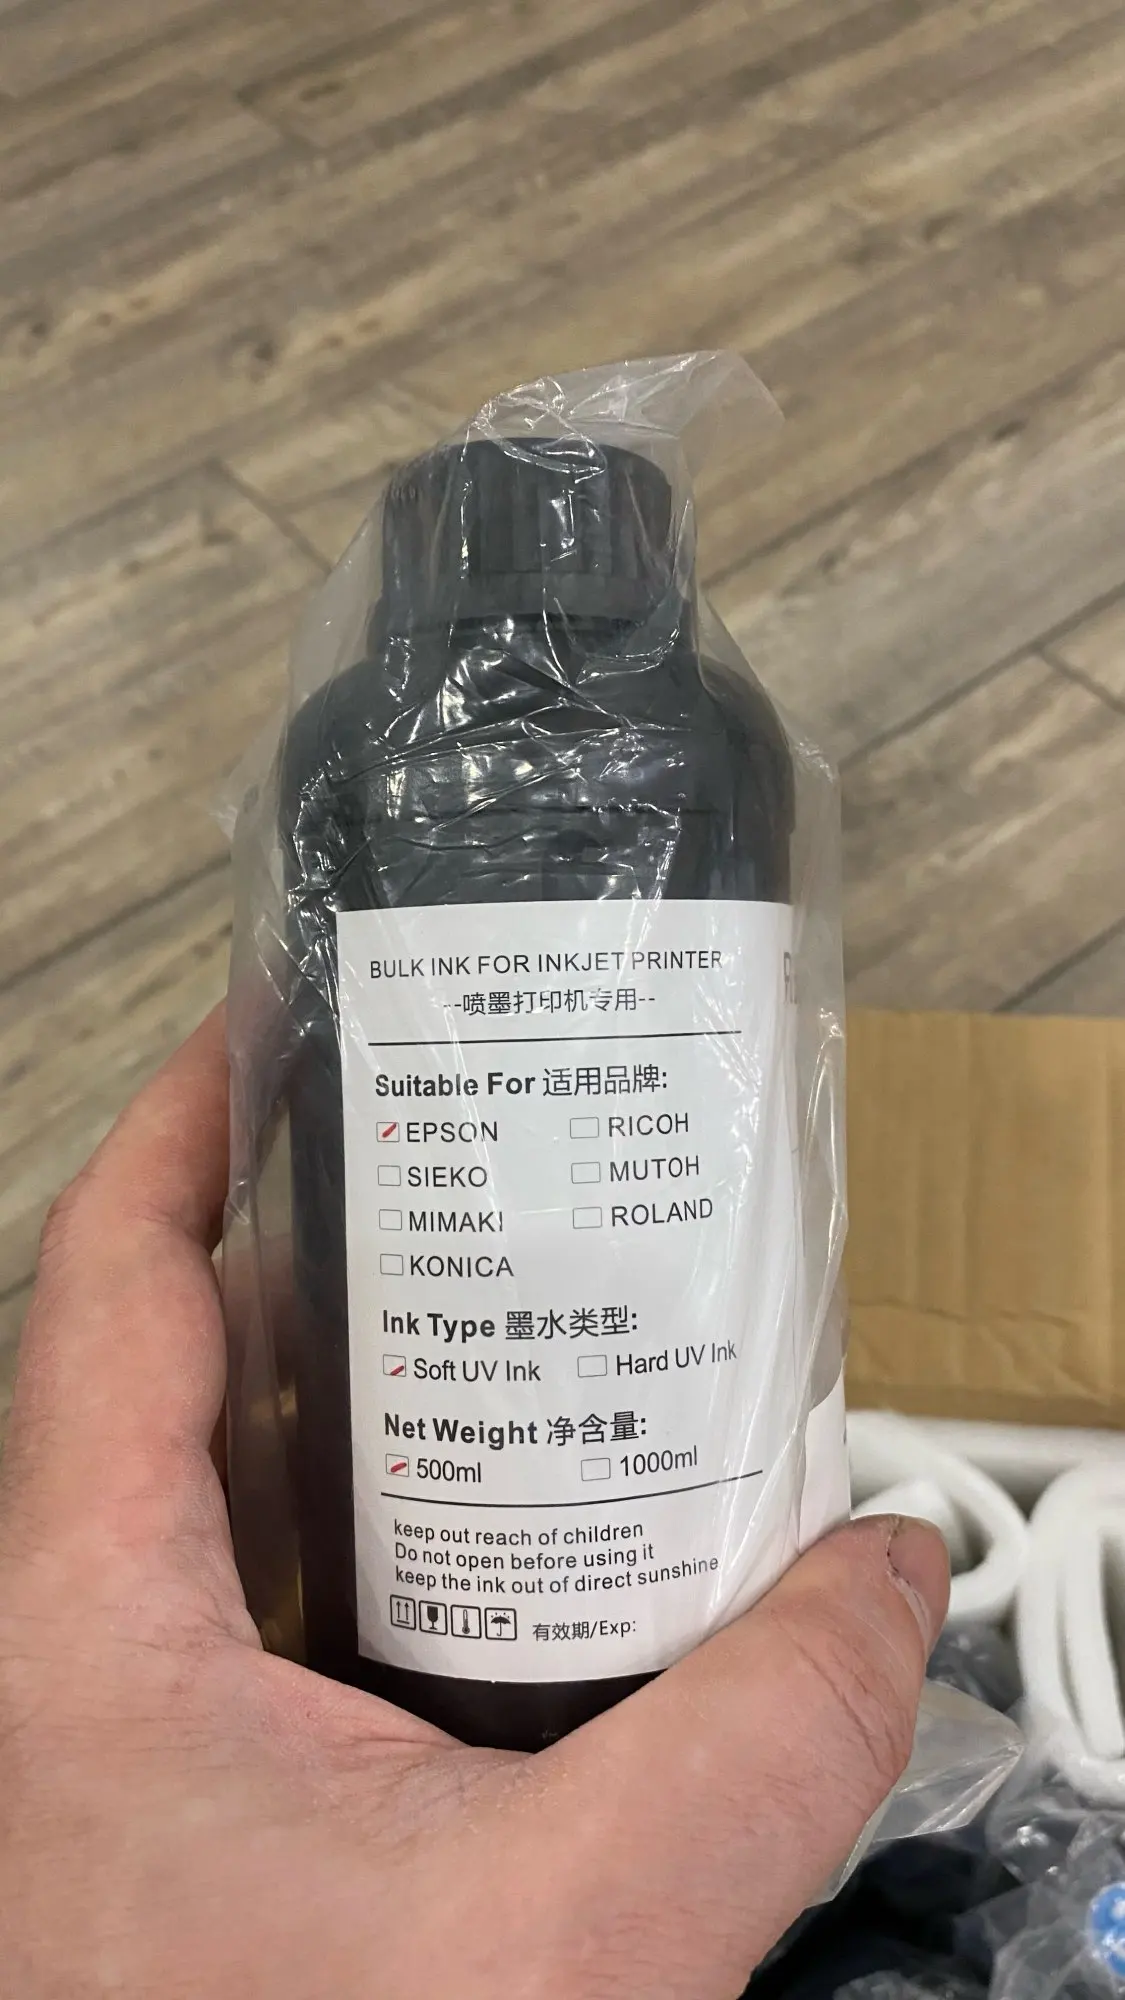 BULK INK FOR INKJET PRINTER
--喷墨打印机专用--
Suitable For 适用品牌:
EPSON RICOH
SIEKO MUTOH
MIMAKI ROLAND
KONICA
Ink Type 墨水类型:
Soft UV Ink Hard UV Ink
Net Weight 净含量:
500ml 1000ml
keep out reach of children
Do not open before using it
keep the ink out of direct sunshine
有效期/Exp: